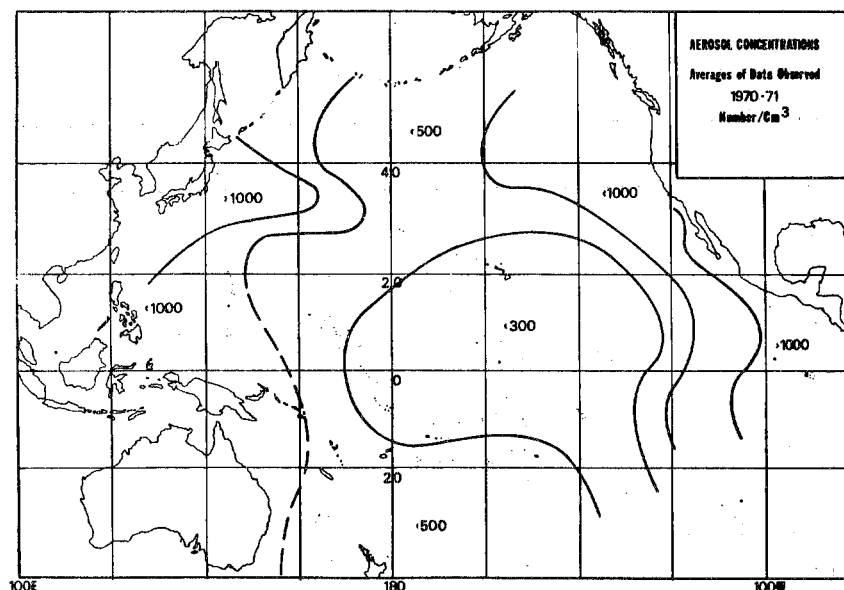 AEROSOL CONCENTRATIONS
Averages of Data Observed
1970-71
Number/Cm3
<500
40
>1000
<1000
20
<1000
<300
>1000
0
20
<500
100E
180
100W